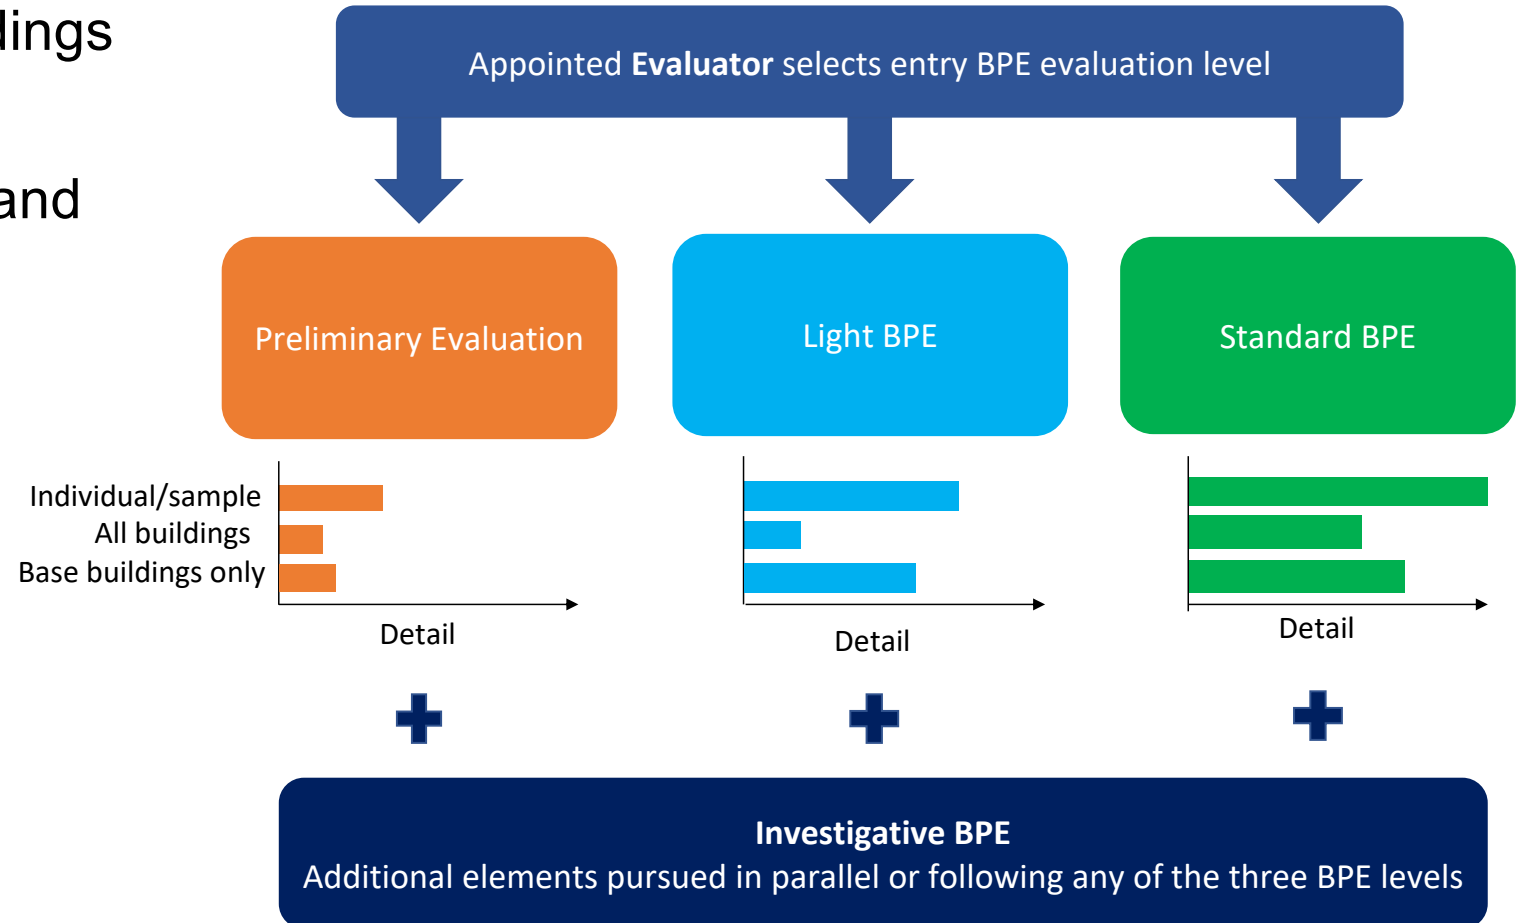 Appointed Evaluator selects entry BPE evaluation level
and
Preliminary Evaluation
Light BPE
Standard BPE
Individual/sample
All buildings
Base buildings only
Detail
Detail
Detail
Investigative BPE
Additional elements pursued in parallel or following any of the three BPE levels